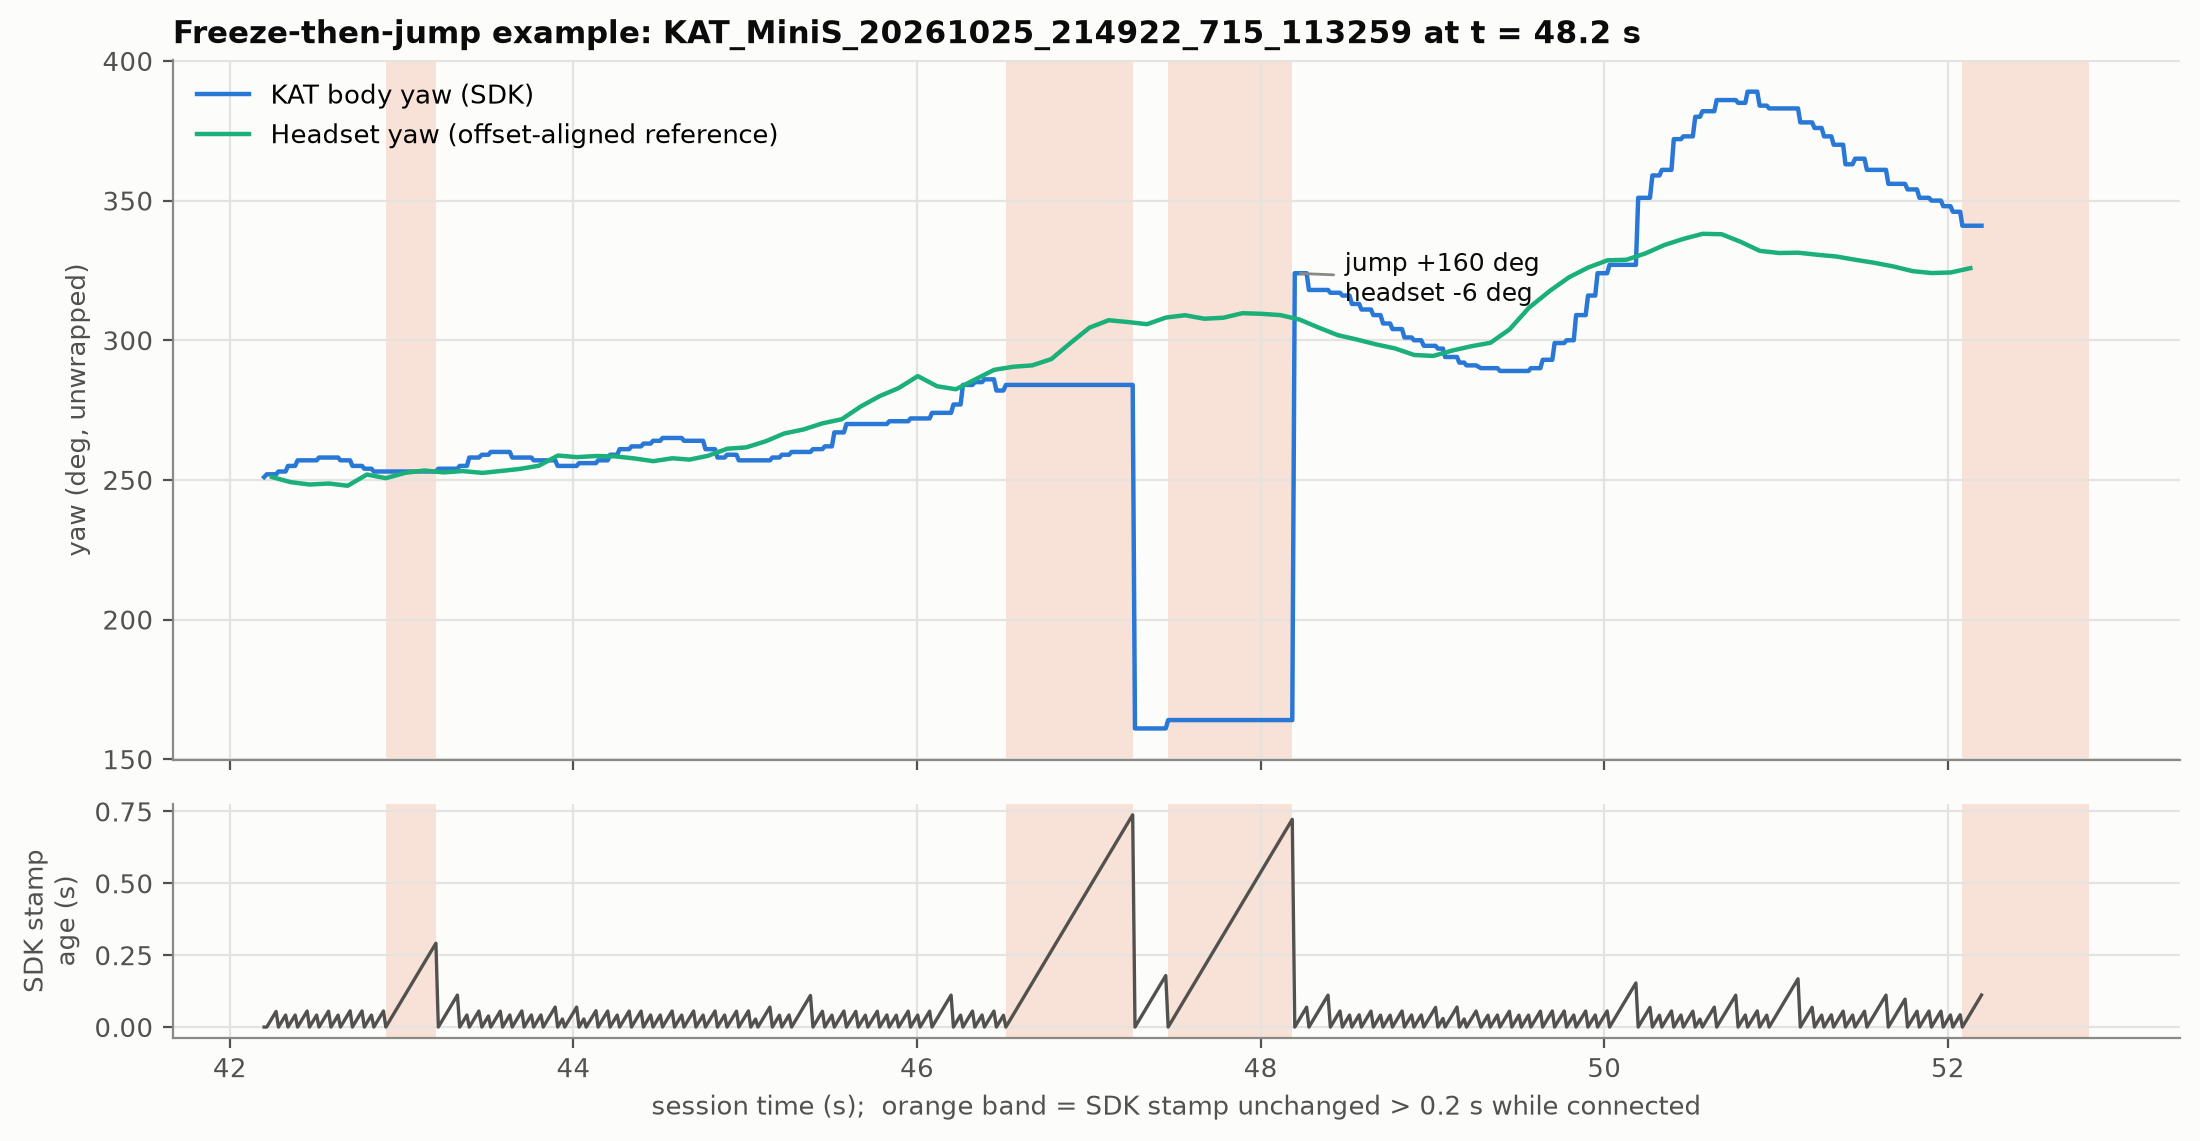 Freeze-then-jump example: KAT_MiniS_20261025_214922_715_113259 at t = 48.2 s
KAT body yaw (SDK)
Headset yaw (offset-aligned reference)
yaw (deg, unwrapped)
400
350
300
250
200
150
jump +160 deg
headset -6 deg
SDK stamp
age (s)
0.75
0.50
0.25
0.00
42
44
46
48
50
52
session time (s);  orange band = SDK stamp unchanged > 0.2 s while connected